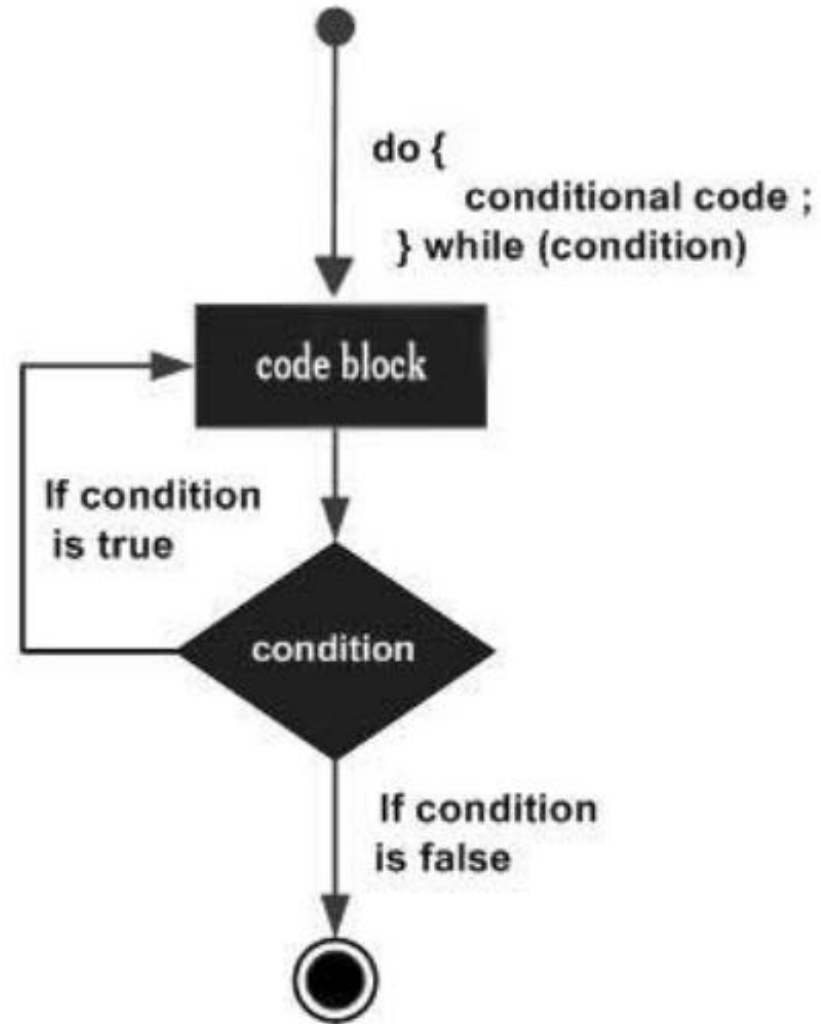 do {
conditional code ;
} while (condition)
code block
If condition
is true
condition
If condition
is false